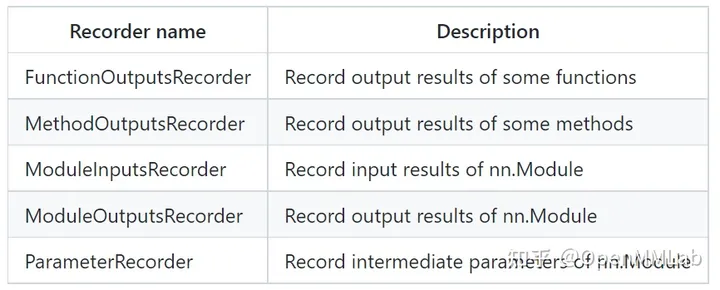 Recorder name Description
FunctionOutputsRecorder Record output results of some functions
MethodOutputsRecorder Record output results of some methods
ModuleInputsRecorder Record input results of nn.Module
ModuleOutputsRecorder Record output results of nn.Module
ParameterRecorder Record intermediate parameters of nn.Module
知乎 @OpenMMLab